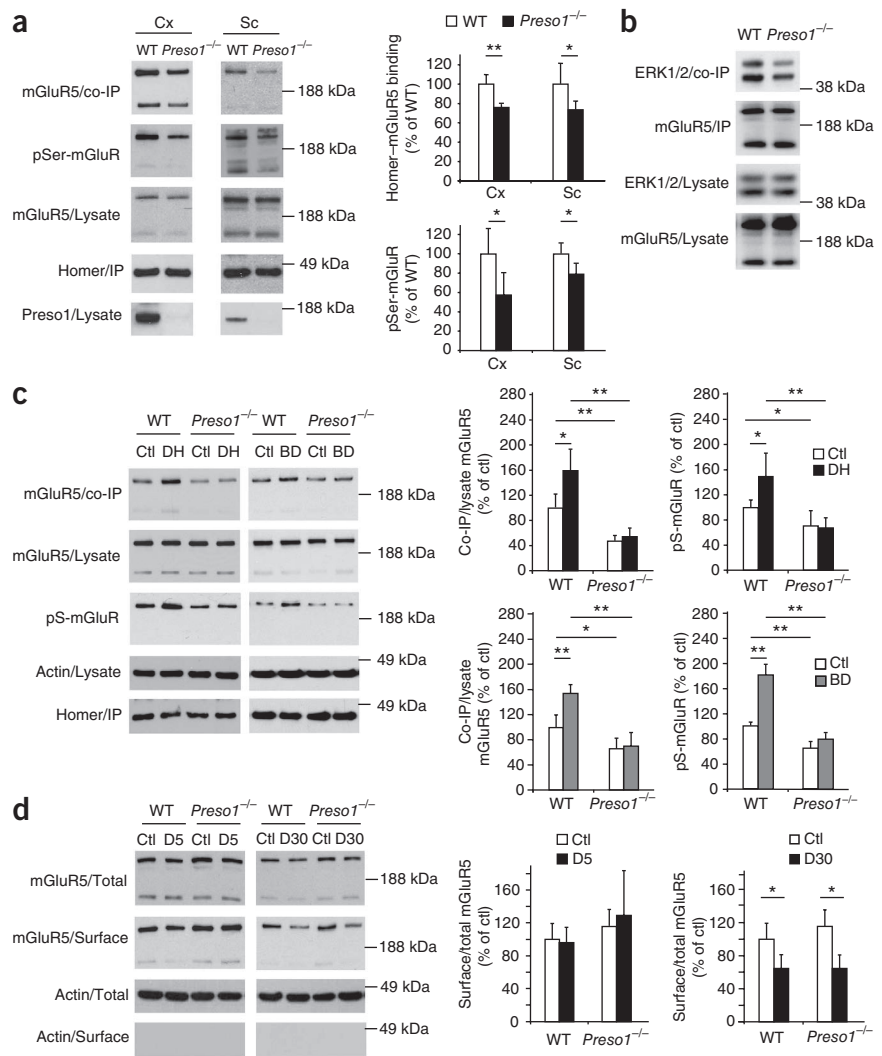 a
Cx
Sc
WT Preso1−/−
WT Preso1−/−
mGluR5/co-IP
188 kDa
pSer-mGluR
188 kDa
mGluR5/Lysate
188 kDa
Homer/IP
49 kDa
Preso1/Lysate
188 kDa
WT
Preso1−/−
Homer–mGluR5 binding
(% of WT)
120
100
80
60
40
20
0
**
*
Cx
Sc
pSer-mGluR
(% of WT)
120
100
80
60
40
20
0
*
*
Cx
Sc
b
WT Preso1−/−
ERK1/2/co-IP
38 kDa
mGluR5/IP
188 kDa
ERK1/2/Lysate
38 kDa
mGluR5/Lysate
188 kDa
c
WT
Preso1−/−
WT
Preso1−/−
Ctl DH Ctl DH
Ctl BD Ctl BD
mGluR5/co-IP
188 kDa
mGluR5/Lysate
188 kDa
pS-mGluR
188 kDa
Actin/Lysate
49 kDa
Homer/IP
49 kDa
Co-IP/lysate mGluR5
(% of ctl)
280
240
200
160
120
80
40
0
**
**
*
WT
Preso1−/−
pS-mGluR (% of ctl)
280
240
200
160
120
80
40
0
**
*
*
Ctl
DH
WT
Preso1−/−
Co-IP/lysate
mGluR5 (% of ctl)
280
240
200
160
120
80
40
0
**
*
**
WT
Preso1−/−
pS-mGluR (% of ctl)
280
240
200
160
120
80
40
0
**
**
**
Ctl
BD
WT
Preso1−/−
d
WT
Preso1−/−
WT
Preso1−/−
Ctl D5 Ctl D5
Ctl D30 Ctl D30
mGluR5/Total
188 kDa
mGluR5/Surface
188 kDa
Actin/Total
49 kDa
Actin/Surface
49 kDa
Ctl
D5
Surface/total mGluR5
(% of ctl)
160
120
80
40
0
WT
Preso1−/−
Ctl
D30
Surface/total mGluR5
(% of ctl)
160
120
80
40
0
*
*
WT
Preso1−/−